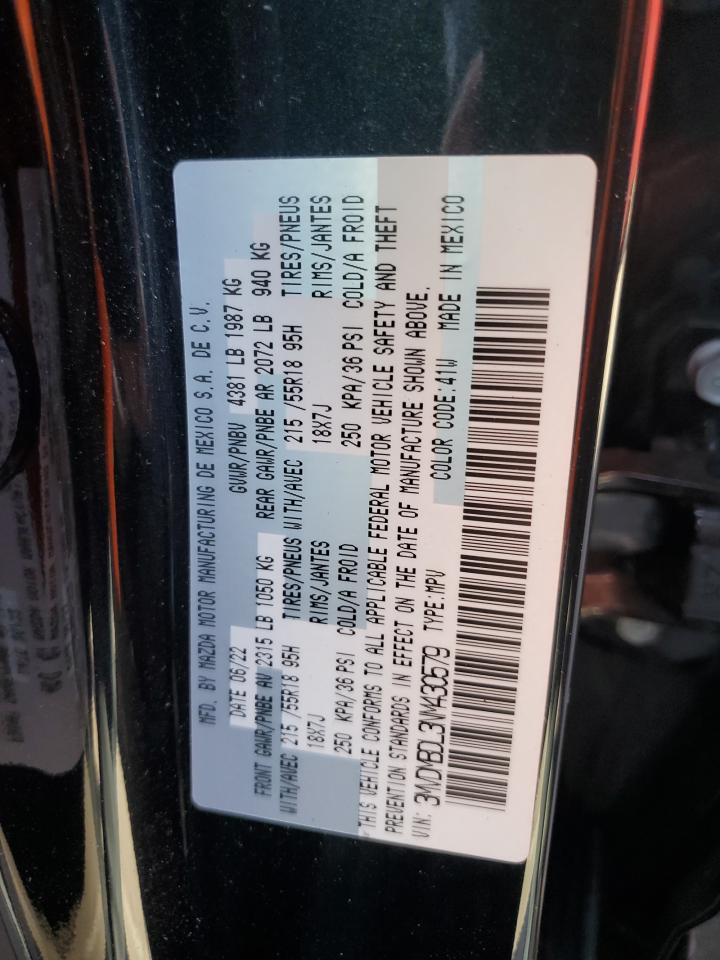 MFD. BY MAZDA MOTOR MANUFACTURING DE MEXICO S.A. DE C.V.
DATE 06/22 GVWR/PNBV 4381 LB 1987 KG
FRONT GAWR/PNBE AV 2315 LB 1050 KG REAR GAWR/PNBE AR 2072 LB 940 KG
WITH/AVEC 215 /55R18 95H TIRES/PNEUS WITH/AVEC 215 /55R18 95H TIRES/PNEUS
18X7J RIMS/JANTES 18X7J RIMS/JANTES
250 KPA/36 PSI COLD/A FROID 250 KPA/36 PSI COLD/A FROID
THIS VEHICLE CONFORMS TO ALL APPLICABLE FEDERAL MOTOR VEHICLE SAFETY AND THEFT
PREVENTION STANDARDS IN EFFECT ON THE DATE OF MANUFACTURE SHOWN ABOVE.
VIN: 3MVDMBDL3NM430579 TYPE:MPV COLOR CODE:41W MADE IN MEXICO